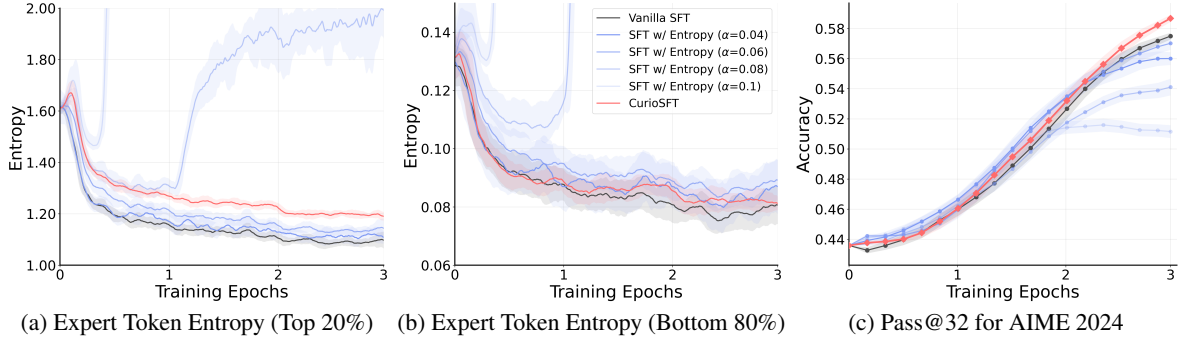 2.00
1.80
1.60
1.40
1.20
1.00
Entropy
0
1
2
3
Training Epochs
(a) Expert Token Entropy (Top 20%)
0.14
0.12
0.10
0.08
0.06
Entropy
Vanilla SFT
SFT w/ Entropy (α=0.04)
SFT w/ Entropy (α=0.06)
SFT w/ Entropy (α=0.08)
SFT w/ Entropy (α=0.1)
CurioSFT
0
1
2
3
Training Epochs
(b) Expert Token Entropy (Bottom 80%)
0.58
0.56
0.54
0.52
0.50
0.48
0.46
0.44
Accuracy
0
1
2
3
Training Epochs
(c) Pass@32 for AIME 2024